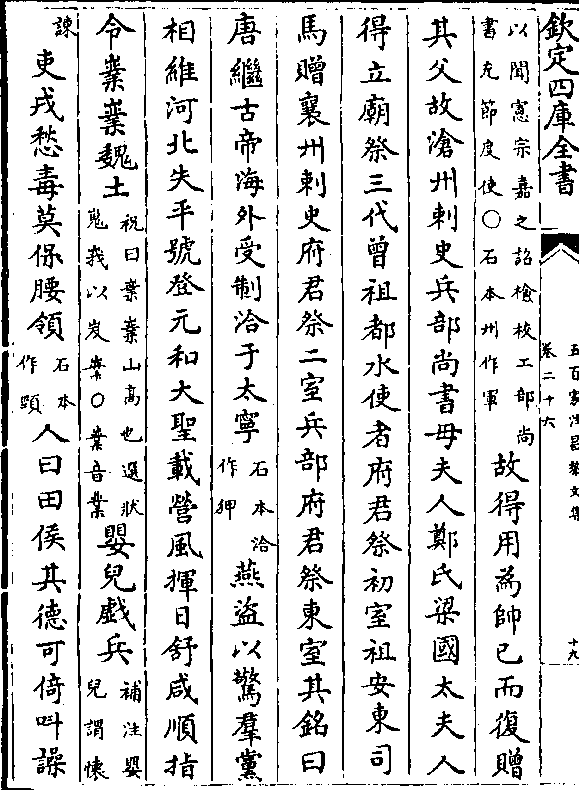 欽定四庫全書
五百家注昌黎文集
卷二十六
十九
以聞憲宗嘉之詔檢校工部尚
書充節度使〇石本州作軍
故得用為帥已而復贈
其父故滄州刺史兵部尚書母夫人鄭氏梁國太夫人
得立廟祭三代曾祖都水使者府君祭初室祖安東司
馬贈襄州刺史府君祭二室兵部府君祭東室其銘曰
唐繼古帝海外受制洽于太寧
石本洽
作狎
燕盜以驚羣黨
相維河北失平號登元和大聖載營風揮日舒咸順指
令嶪嶪魏土
祝曰嶪嶪山高也選狀
嵬峩以岌嶪〇嶪音業
嬰兒戯兵
補注嬰
兒謂懐
諫
吏戎愁毒莫保腰領
石本
作頸
人曰田侯其德可倚叫譟